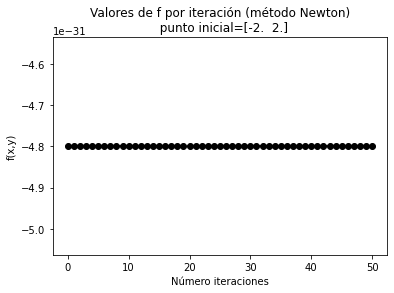 Valores de f por iteración (método Newton)
punto inicial=[-2. 2.]
1e−31
−4.6
−4.7
−4.8
−4.9
−5.0
f(x,y)
0
10
20
30
40
50
Número iteraciones